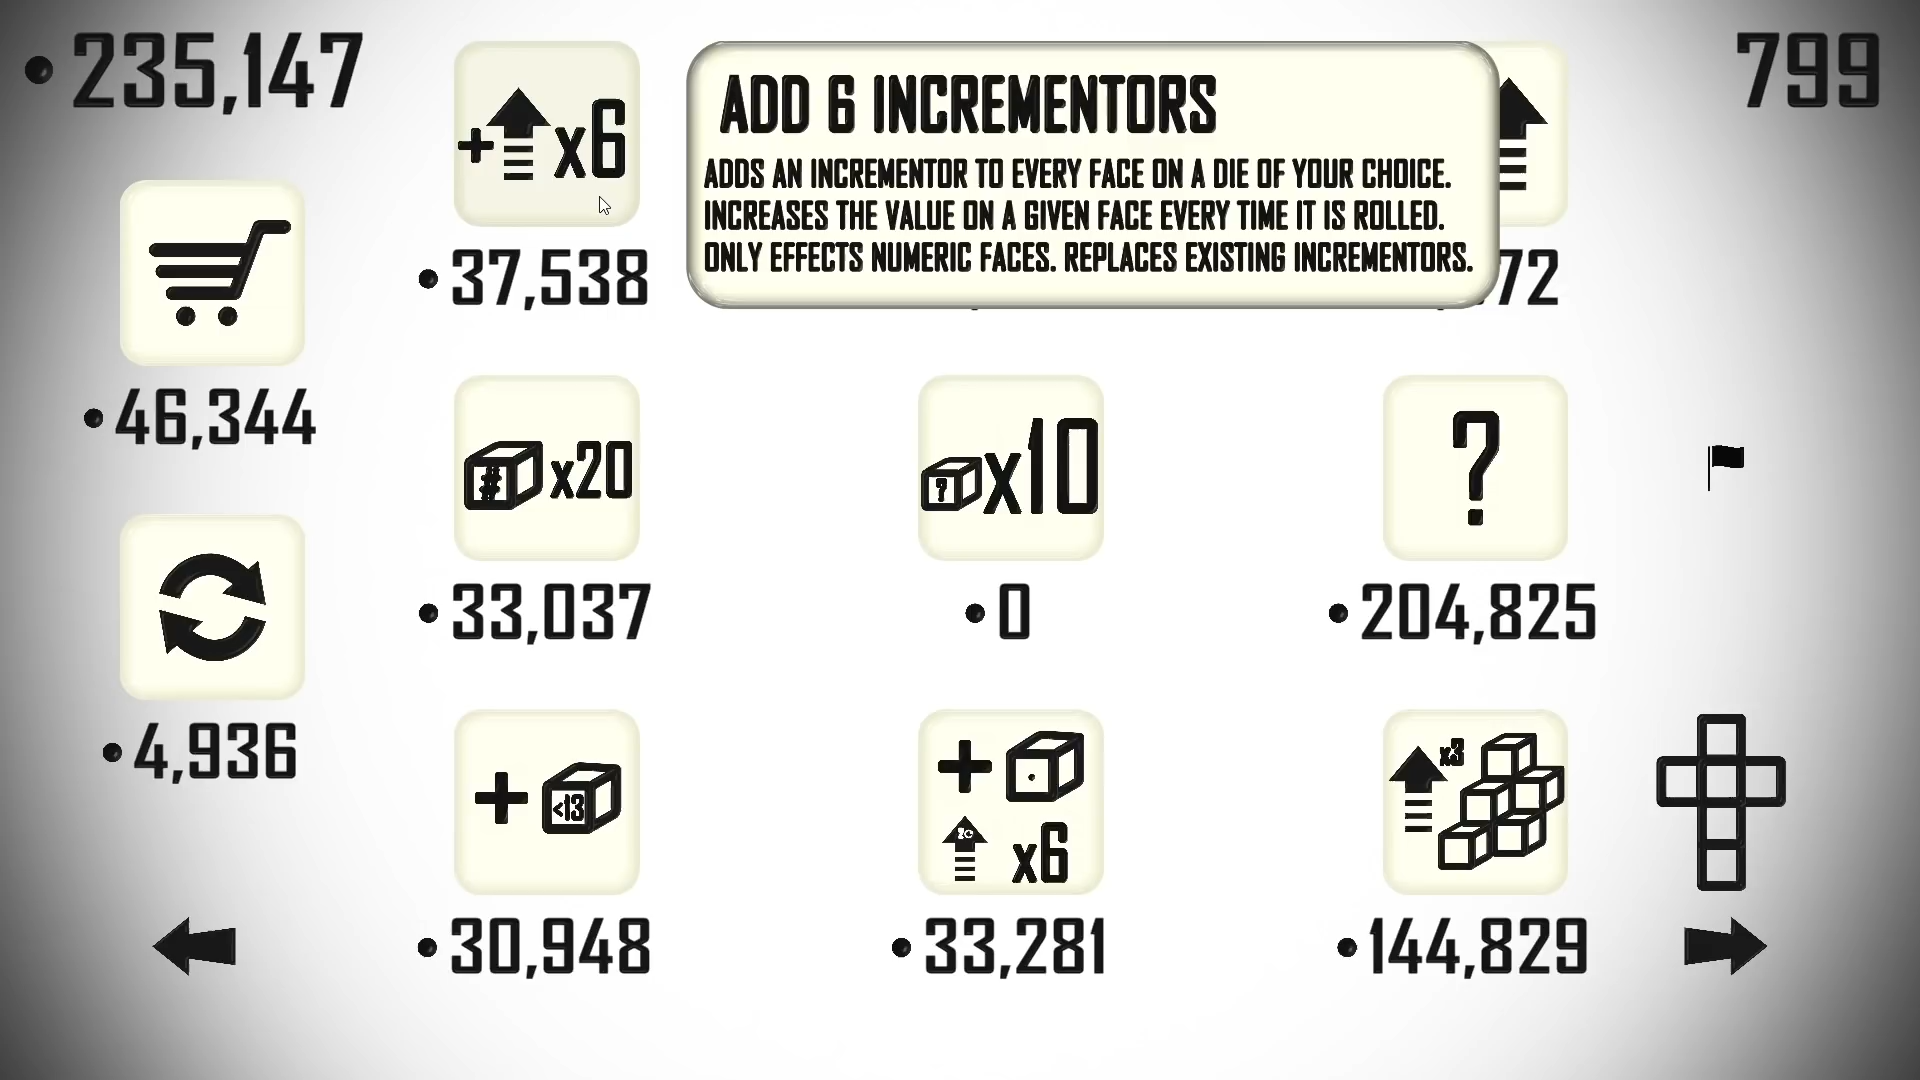 235,147
799
+ x6
ADD 6 INCREMENTORS
ADDS AN INCREMENTOR TO EVERY FACE ON A DIE OF YOUR CHOICE.
INCREASES THE VALUE ON A GIVEN FACE EVERY TIME IT IS ROLLED.
ONLY EFFECTS NUMERIC FACES. REPLACES EXISTING INCREMENTORS.
37,538
72
46,344
# x20
? x10
?
33,037
0
204,825
4,936
+ <13
+
x6
x3
30,948
33,281
144,829